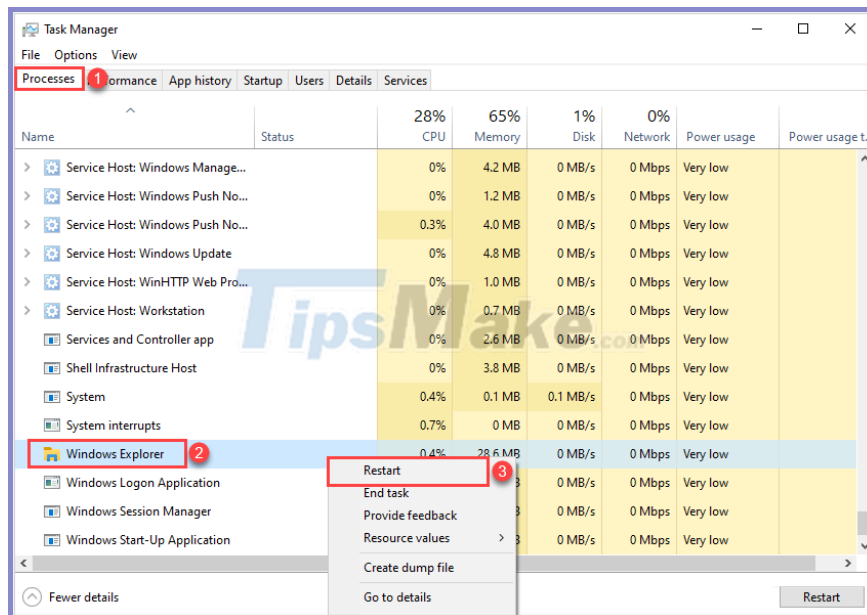 Task Manager
File Options View
Processes 1 ormance App history Startup Users Details Services
28% 65% 1% 0%
Name Status CPU Memory Disk Network Power usage Power usage t...
Service Host: Windows Manage... 0% 4.2 MB 0 MB/s 0 Mbps Very low
Service Host: Windows Push No... 0% 1.2 MB 0 MB/s 0 Mbps Very low
Service Host: Windows Push No... 0.3% 4.0 MB 0 MB/s 0 Mbps Very low
Service Host: Windows Update 0% 4.8 MB 0 MB/s 0 Mbps Very low
Service Host: WinHTTP Web Pro... 0% 1.0 MB 0 MB/s 0 Mbps Very low
Service Host: Workstation 0% 0.7 MB 0 MB/s 0 Mbps Very low
TipsMake.com
Services and Controller app 0% 2.6 MB 0 MB/s 0 Mbps Very low
Shell Infrastructure Host 0% 3.8 MB 0 MB/s 0 Mbps Very low
System 0.4% 0.1 MB 0.1 MB/s 0 Mbps Very low
System interrupts 0.7% 0 MB 0 MB/s 0 Mbps Very low
Windows Explorer 2 0.4% 28.6 MB 0 MB/s 0 Mbps Very low
Restart 3
Windows Logon Application 0 MB/s 0 Mbps Very low
End task
Windows Session Manager 0 MB/s 0 Mbps Very low
Provide feedback
Windows Start-Up Application 0 MB/s 0 Mbps Very low
Resource values
Create dump file
Go to details
Fewer details Restart